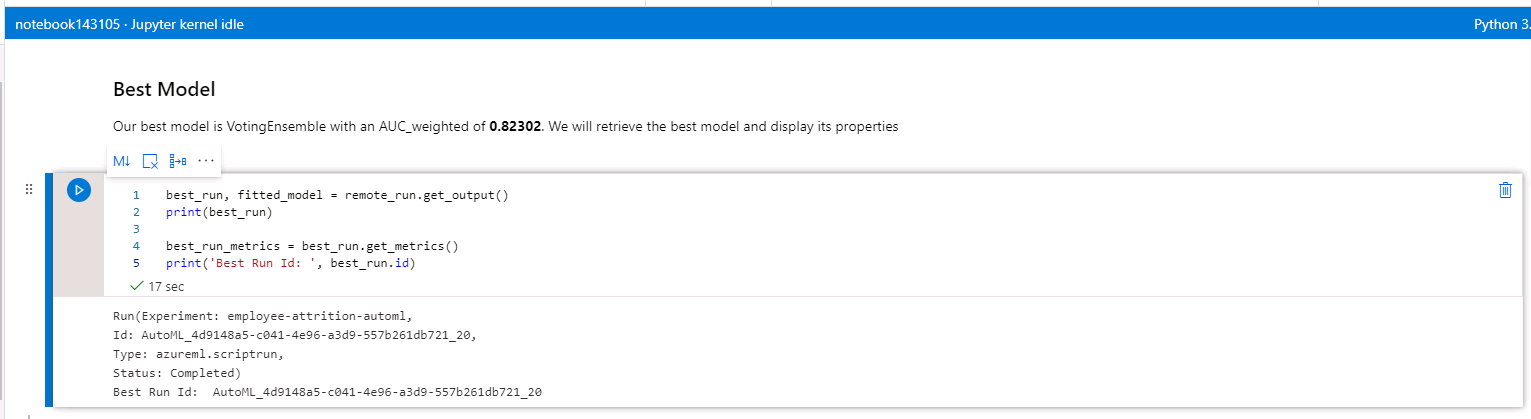 notebook143105 · Jupyter kernel idle
Python 3.
Best Model
Our best model is VotingEnsemble with an AUC_weighted of 0.82302. We will retrieve the best model and display its properties
M↓
1 best_run, fitted_model = remote_run.get_output()
2 print(best_run)
3
4 best_run_metrics = best_run.get_metrics()
5 print('Best Run Id: ', best_run.id)
17 sec
Run(Experiment: employee-attrition-automl,
Id: AutoML_4d9148a5-c041-4e96-a3d9-557b261db721_20,
Type: azureml.scriptrun,
Status: Completed)
Best Run Id:  AutoML_4d9148a5-c041-4e96-a3d9-557b261db721_20